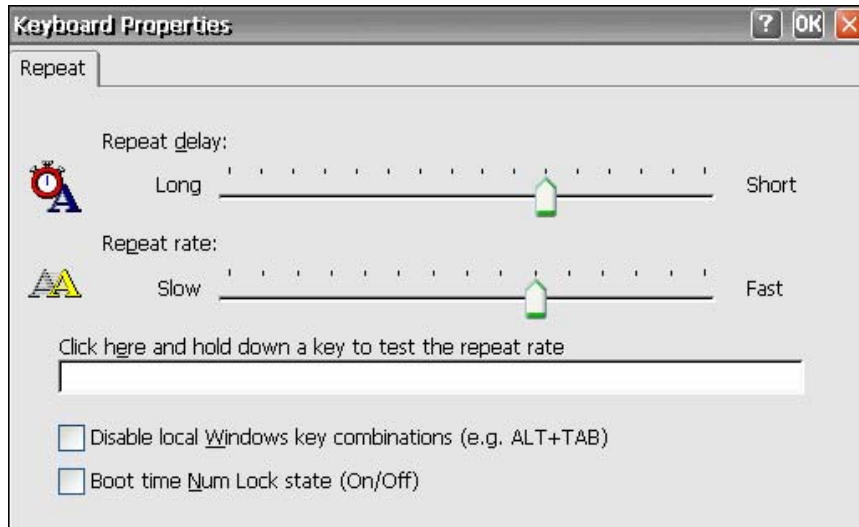 Keyboard Properties ? OK X
Repeat
Repeat delay:
Long Short
Repeat rate:
Slow Fast
Click here and hold down a key to test the repeat rate
Disable local Windows key combinations (e.g. ALT+TAB)
Boot time Num Lock state (On/Off)